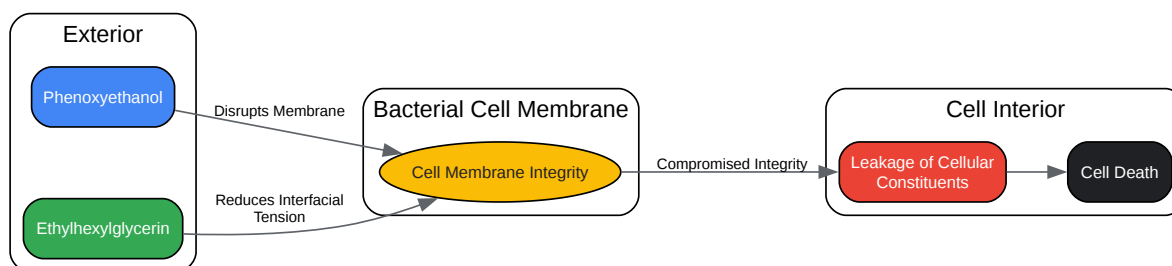 Exterior
Phenoxyethanol
Disrupts Membrane
Ethylhexylglycerin
Reduces Interfacial
Tension
Bacterial Cell Membrane
Cell Membrane Integrity
Compromised Integrity
Cell Interior
Leakage of Cellular
Constituents
Cell Death